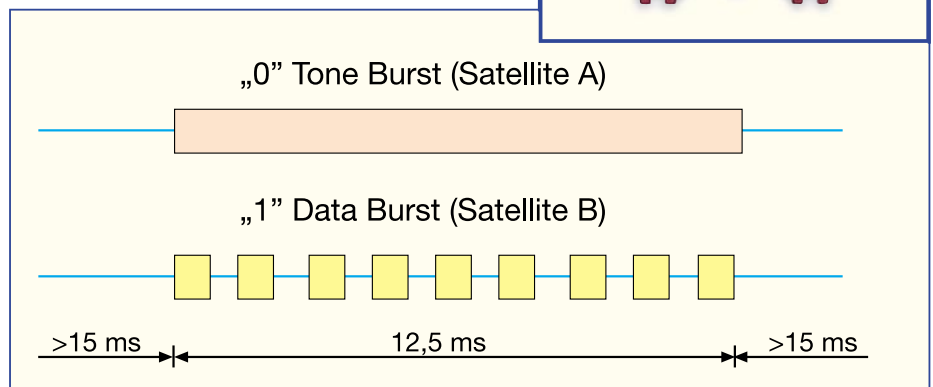 „0” Tone Burst (Satellite A)
„1” Data Burst (Satellite B)
>15 ms 12,5 ms >15 ms